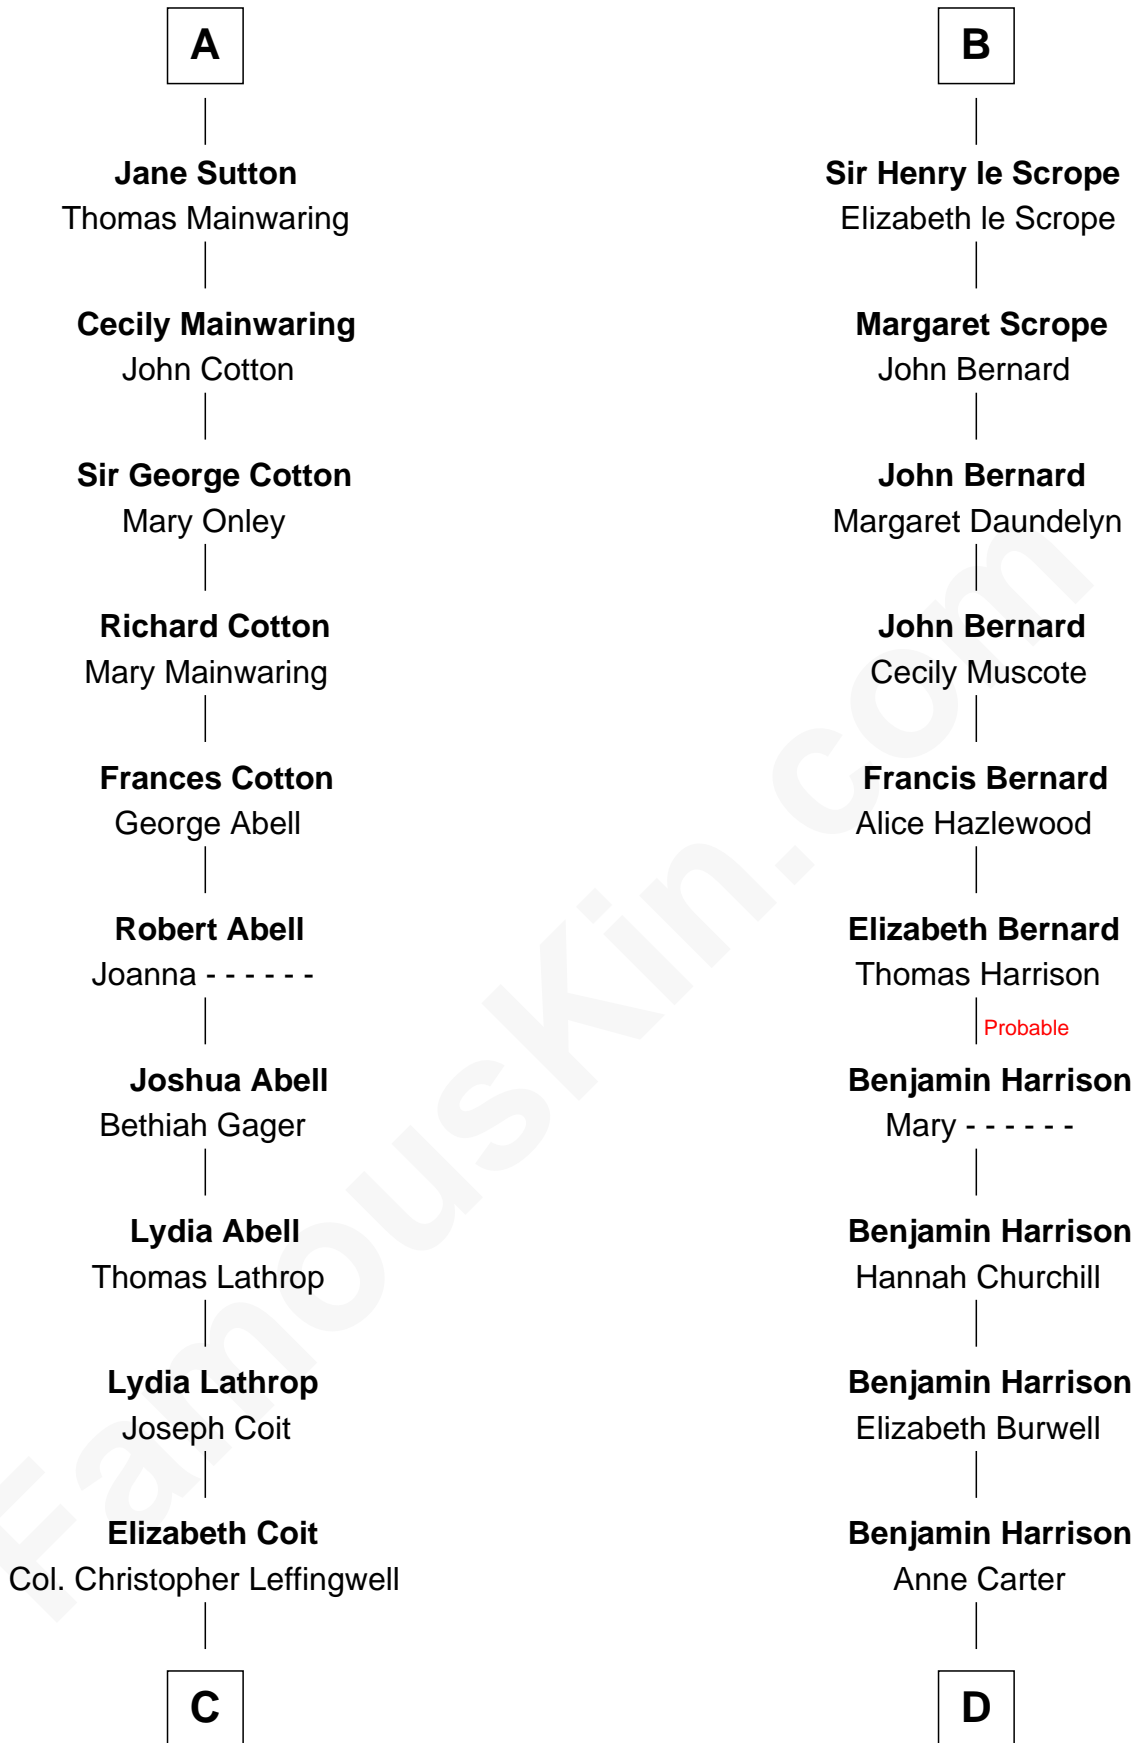 A
Jane Sutton
Thomas Mainwaring
Cecily Mainwaring
John Cotton
Sir George Cotton
Mary Onley
Richard Cotton
Mary Mainwaring
Frances Cotton
George Abell
Robert Abell
Joanna - - - - - -
Joshua Abell
Bethiah Gager
Lydia Abell
Thomas Lathrop
Lydia Lathrop
Joseph Coit
Elizabeth Coit
Col. Christopher Leffingwell
C
B
Sir Henry le Scrope
Elizabeth le Scrope
Margaret Scrope
John Bernard
John Bernard
Margaret Daundelyn
John Bernard
Cecily Muscote
Francis Bernard
Alice Hazlewood
Elizabeth Bernard
Thomas Harrison
Probable
Benjamin Harrison
Mary - - - - - -
Benjamin Harrison
Hannah Churchill
Benjamin Harrison
Elizabeth Burwell
Benjamin Harrison
Anne Carter
D
FamousKin.com